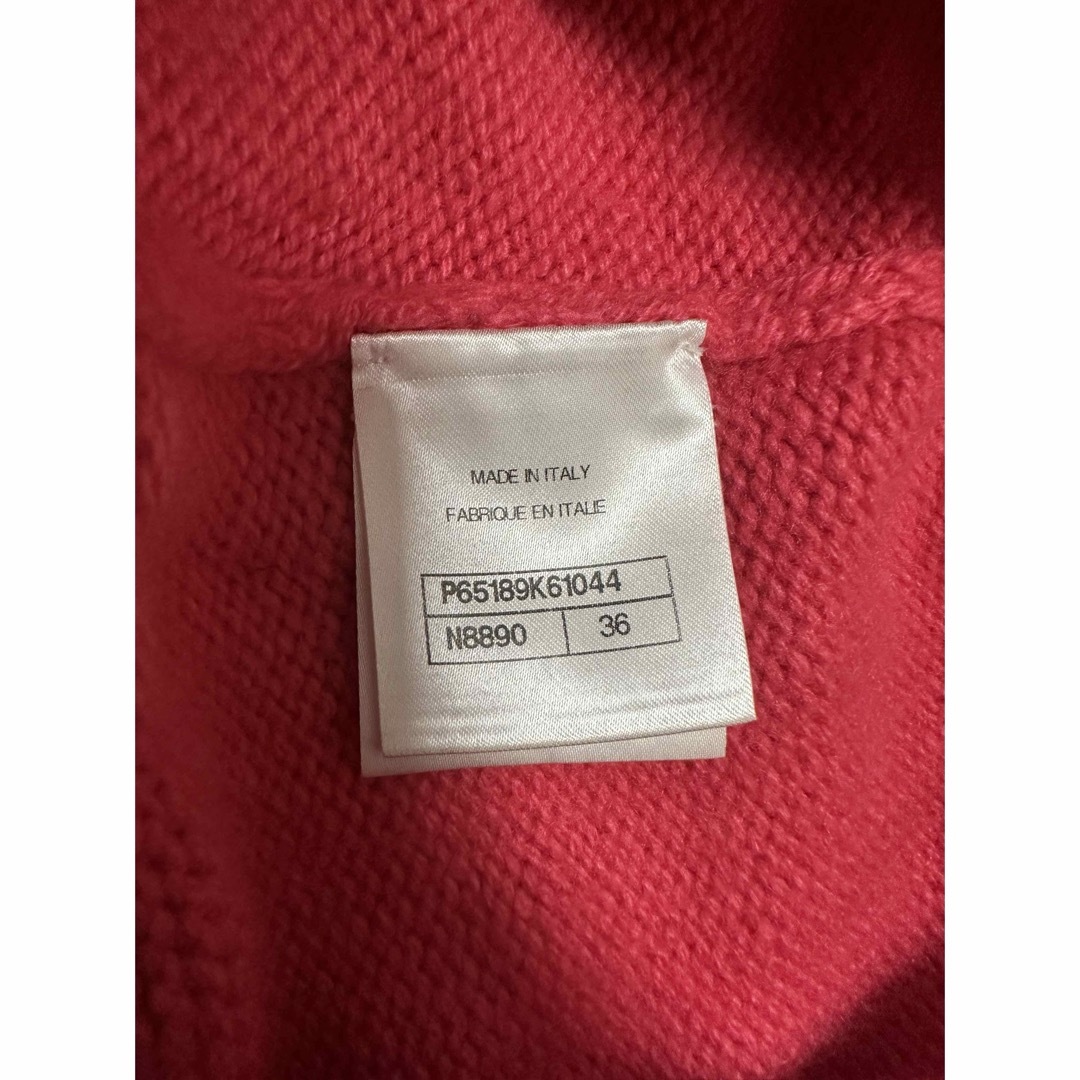 MADE IN ITALY
FABRIQUE EN ITALIE
P65189K61044
N8890 36